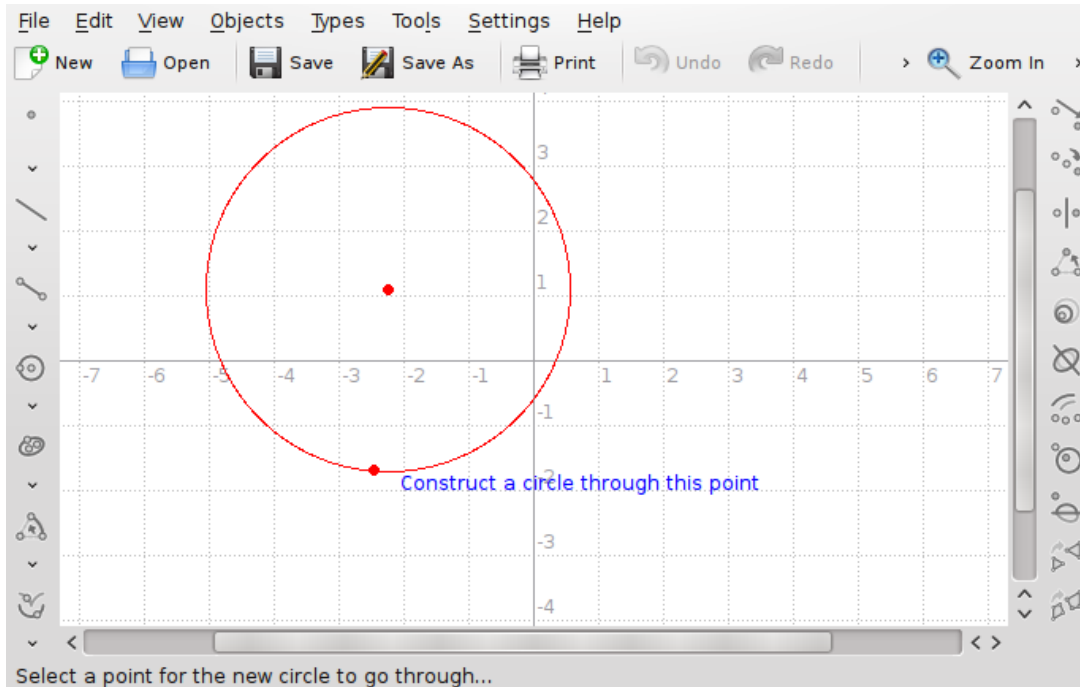 File Edit View Objects Types Tools Settings Help
New Open Save Save As Print Undo Redo Zoom In
3
2
1
-7 -6 -5 -4 -3 -2 -1 1 2 3 4 5 6 7
-1
-2
Construct a circle through this point
-3
-4
Select a point for the new circle to go through...